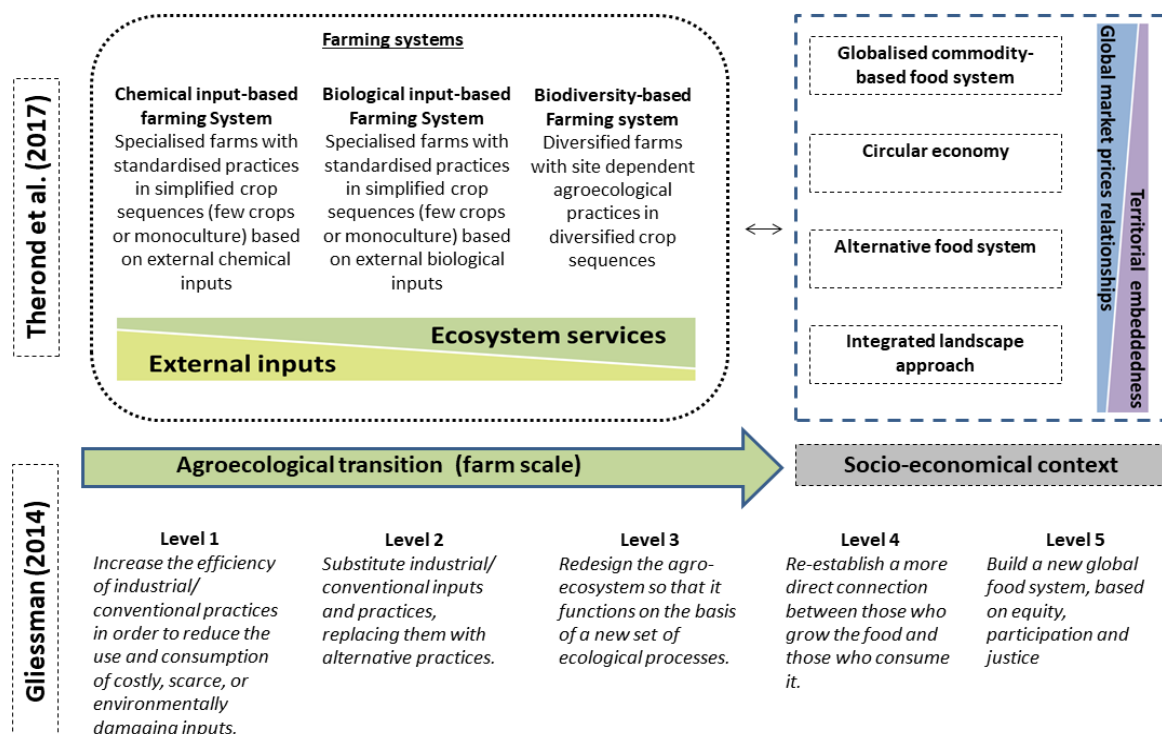 Therond et al. (2017)
Farming systems
Chemical input-based
farming System
Specialised farms with
standardised practices
in simplified crop
sequences (few crops
or monoculture) based
on external chemical
inputs
Biological input-based
Farming System
Specialised farms with
standardised practices
in simplified crop
sequences (few crops
or monoculture) based
on external biological
inputs
Biodiversity-based
Farming system
Diversified farms
with site dependent
agroecological
practices in
diversified crop
sequences
Ecosystem services
External inputs
Globalised commodity-
based food system
Circular economy
Alternative food system
Integrated landscape
approach
Global market prices relationships
Territorial embeddedness
Agroecological transition (farm scale)
Socio-economical context
Gliessman (2014)
Level 1
Increase the efficiency
of industrial/
conventional practices
in order to reduce the
use and consumption
of costly, scarce, or
environmentally
damaging inputs.
Level 2
Substitute industrial/
conventional inputs
and practices,
replacing them with
alternative practices.
Level 3
Redesign the agro-
ecosystem so that it
functions on the basis
of a new set of
ecological processes.
Level 4
Re-establish a more
direct connection
between those who
grow the food and
those who consume
it.
Level 5
Build a new global
food system, based
on equity,
participation and
justice